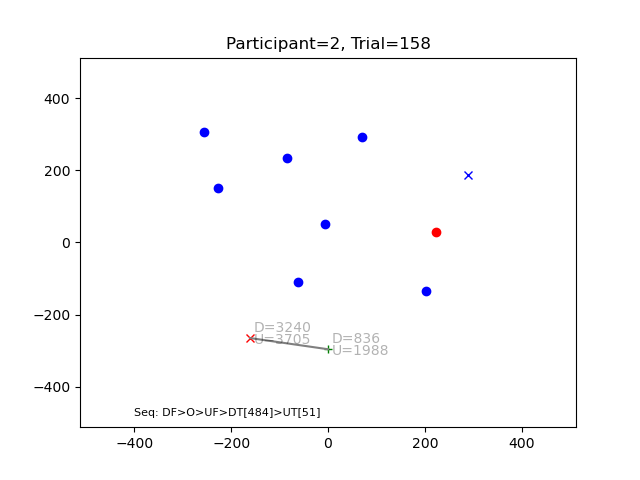 Participant=2, Trial=158
400
200
0
−200
−400
D=3240
U=3705
D=836
U=1988
Seq: DF>O>UF>DT[484]>UT[51]
−400
−200
0
200
400